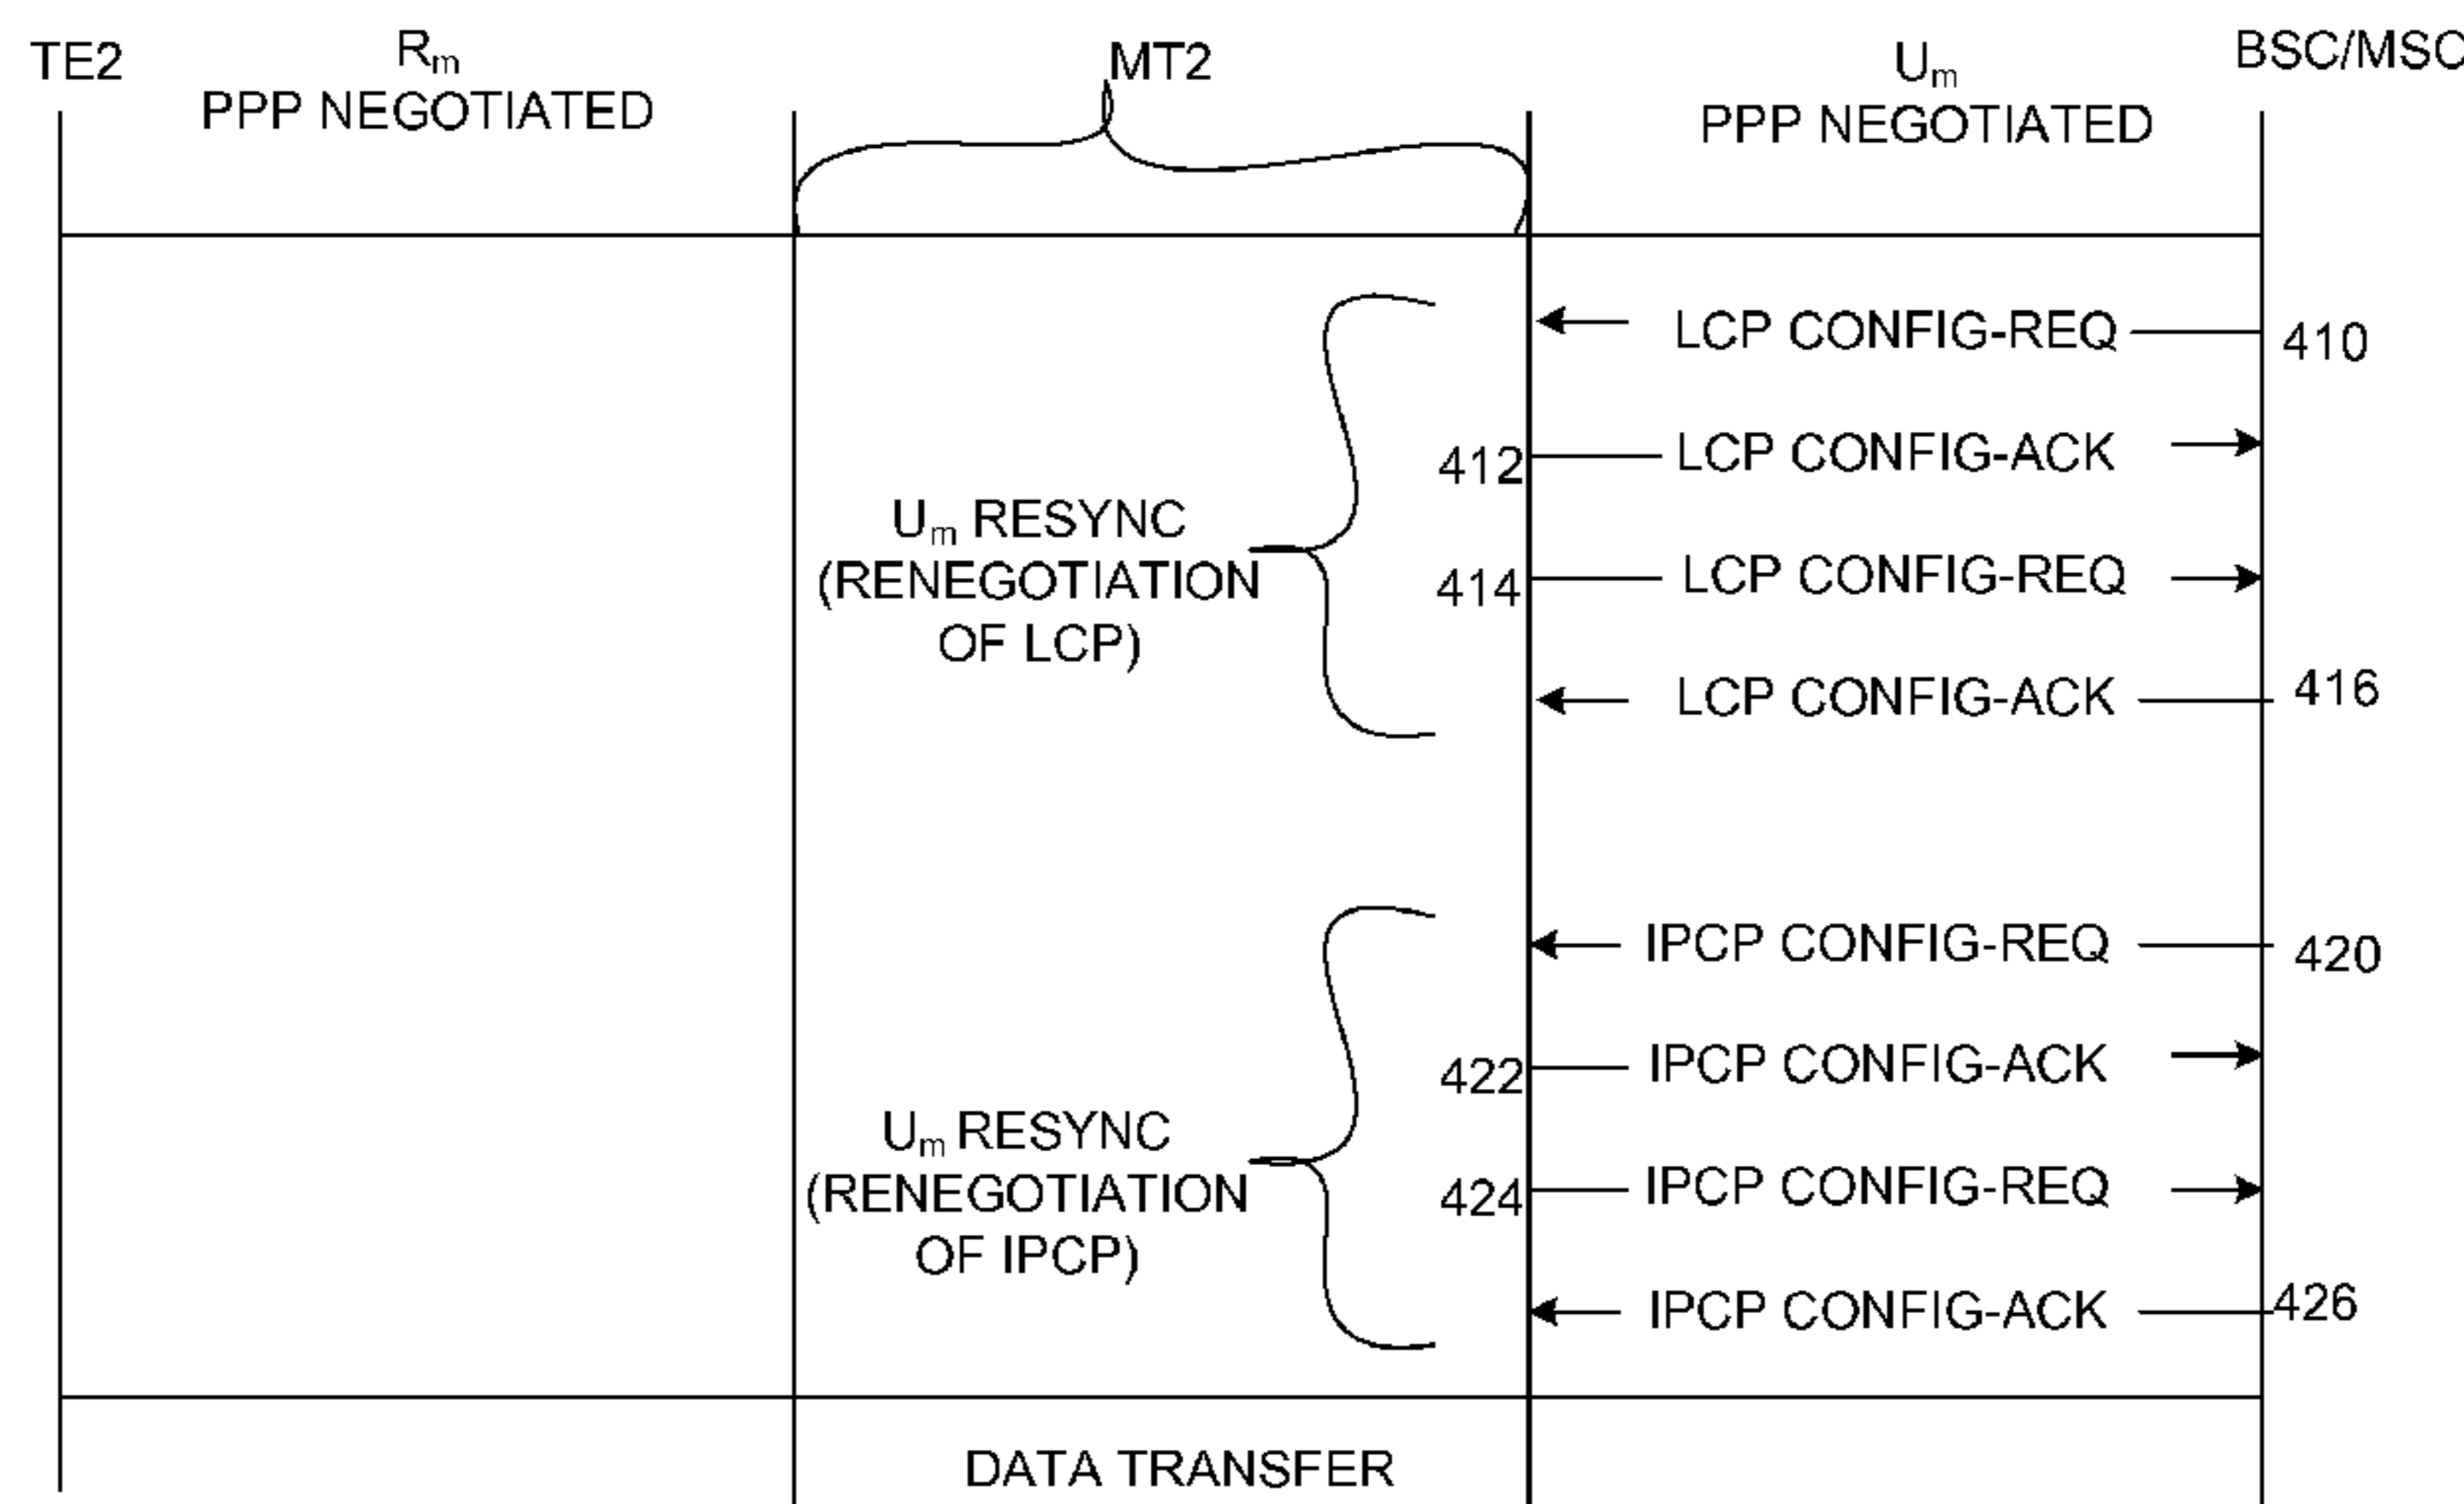 TE2
Rm
PPP NEGOTIATED
MT2
Um
PPP NEGOTIATED
BSC/MSC
LCP CONFIG-REQ
410
412
LCP CONFIG-ACK
Um RESYNC
(RENEGOTIATION
OF LCP)
414
LCP CONFIG-REQ
LCP CONFIG-ACK
416
IPCP CONFIG-REQ
420
422
IPCP CONFIG-ACK
Um RESYNC
(RENEGOTIATION
OF IPCP)
424
IPCP CONFIG-REQ
IPCP CONFIG-ACK
426
DATA TRANSFER